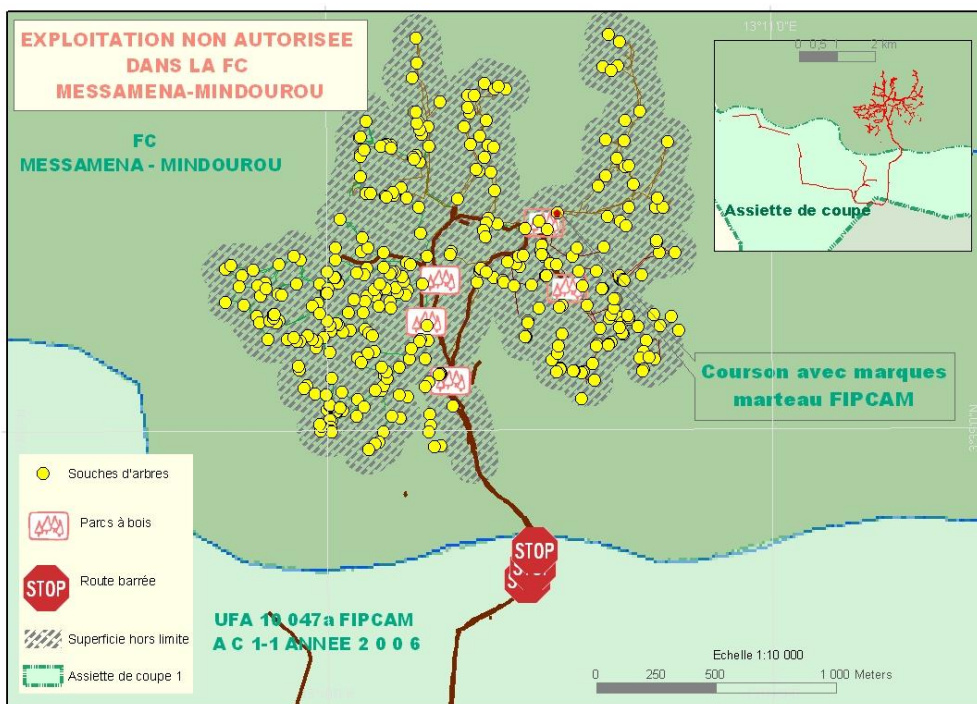 EXPLOITATION NON AUTORISEE
DANS LA FC
MESSAMENA-MINDOUROU
FC
MESSAMENA - MINDOUROU
13°11'0"E
0 0,5 1 2 km
Assiette de coupe
Courson avec marques
marteau FIPCAM
Souches d'arbres
Parcs à bois
STOP
Route barrée
Superficie hors limite
Assiette de coupe 1
STOP
UFA 10 047a FIPCAM
A C 1-1 ANNEE 2 0 0 6
Echelle 1:10 000
0 250 500 1 000 Meters